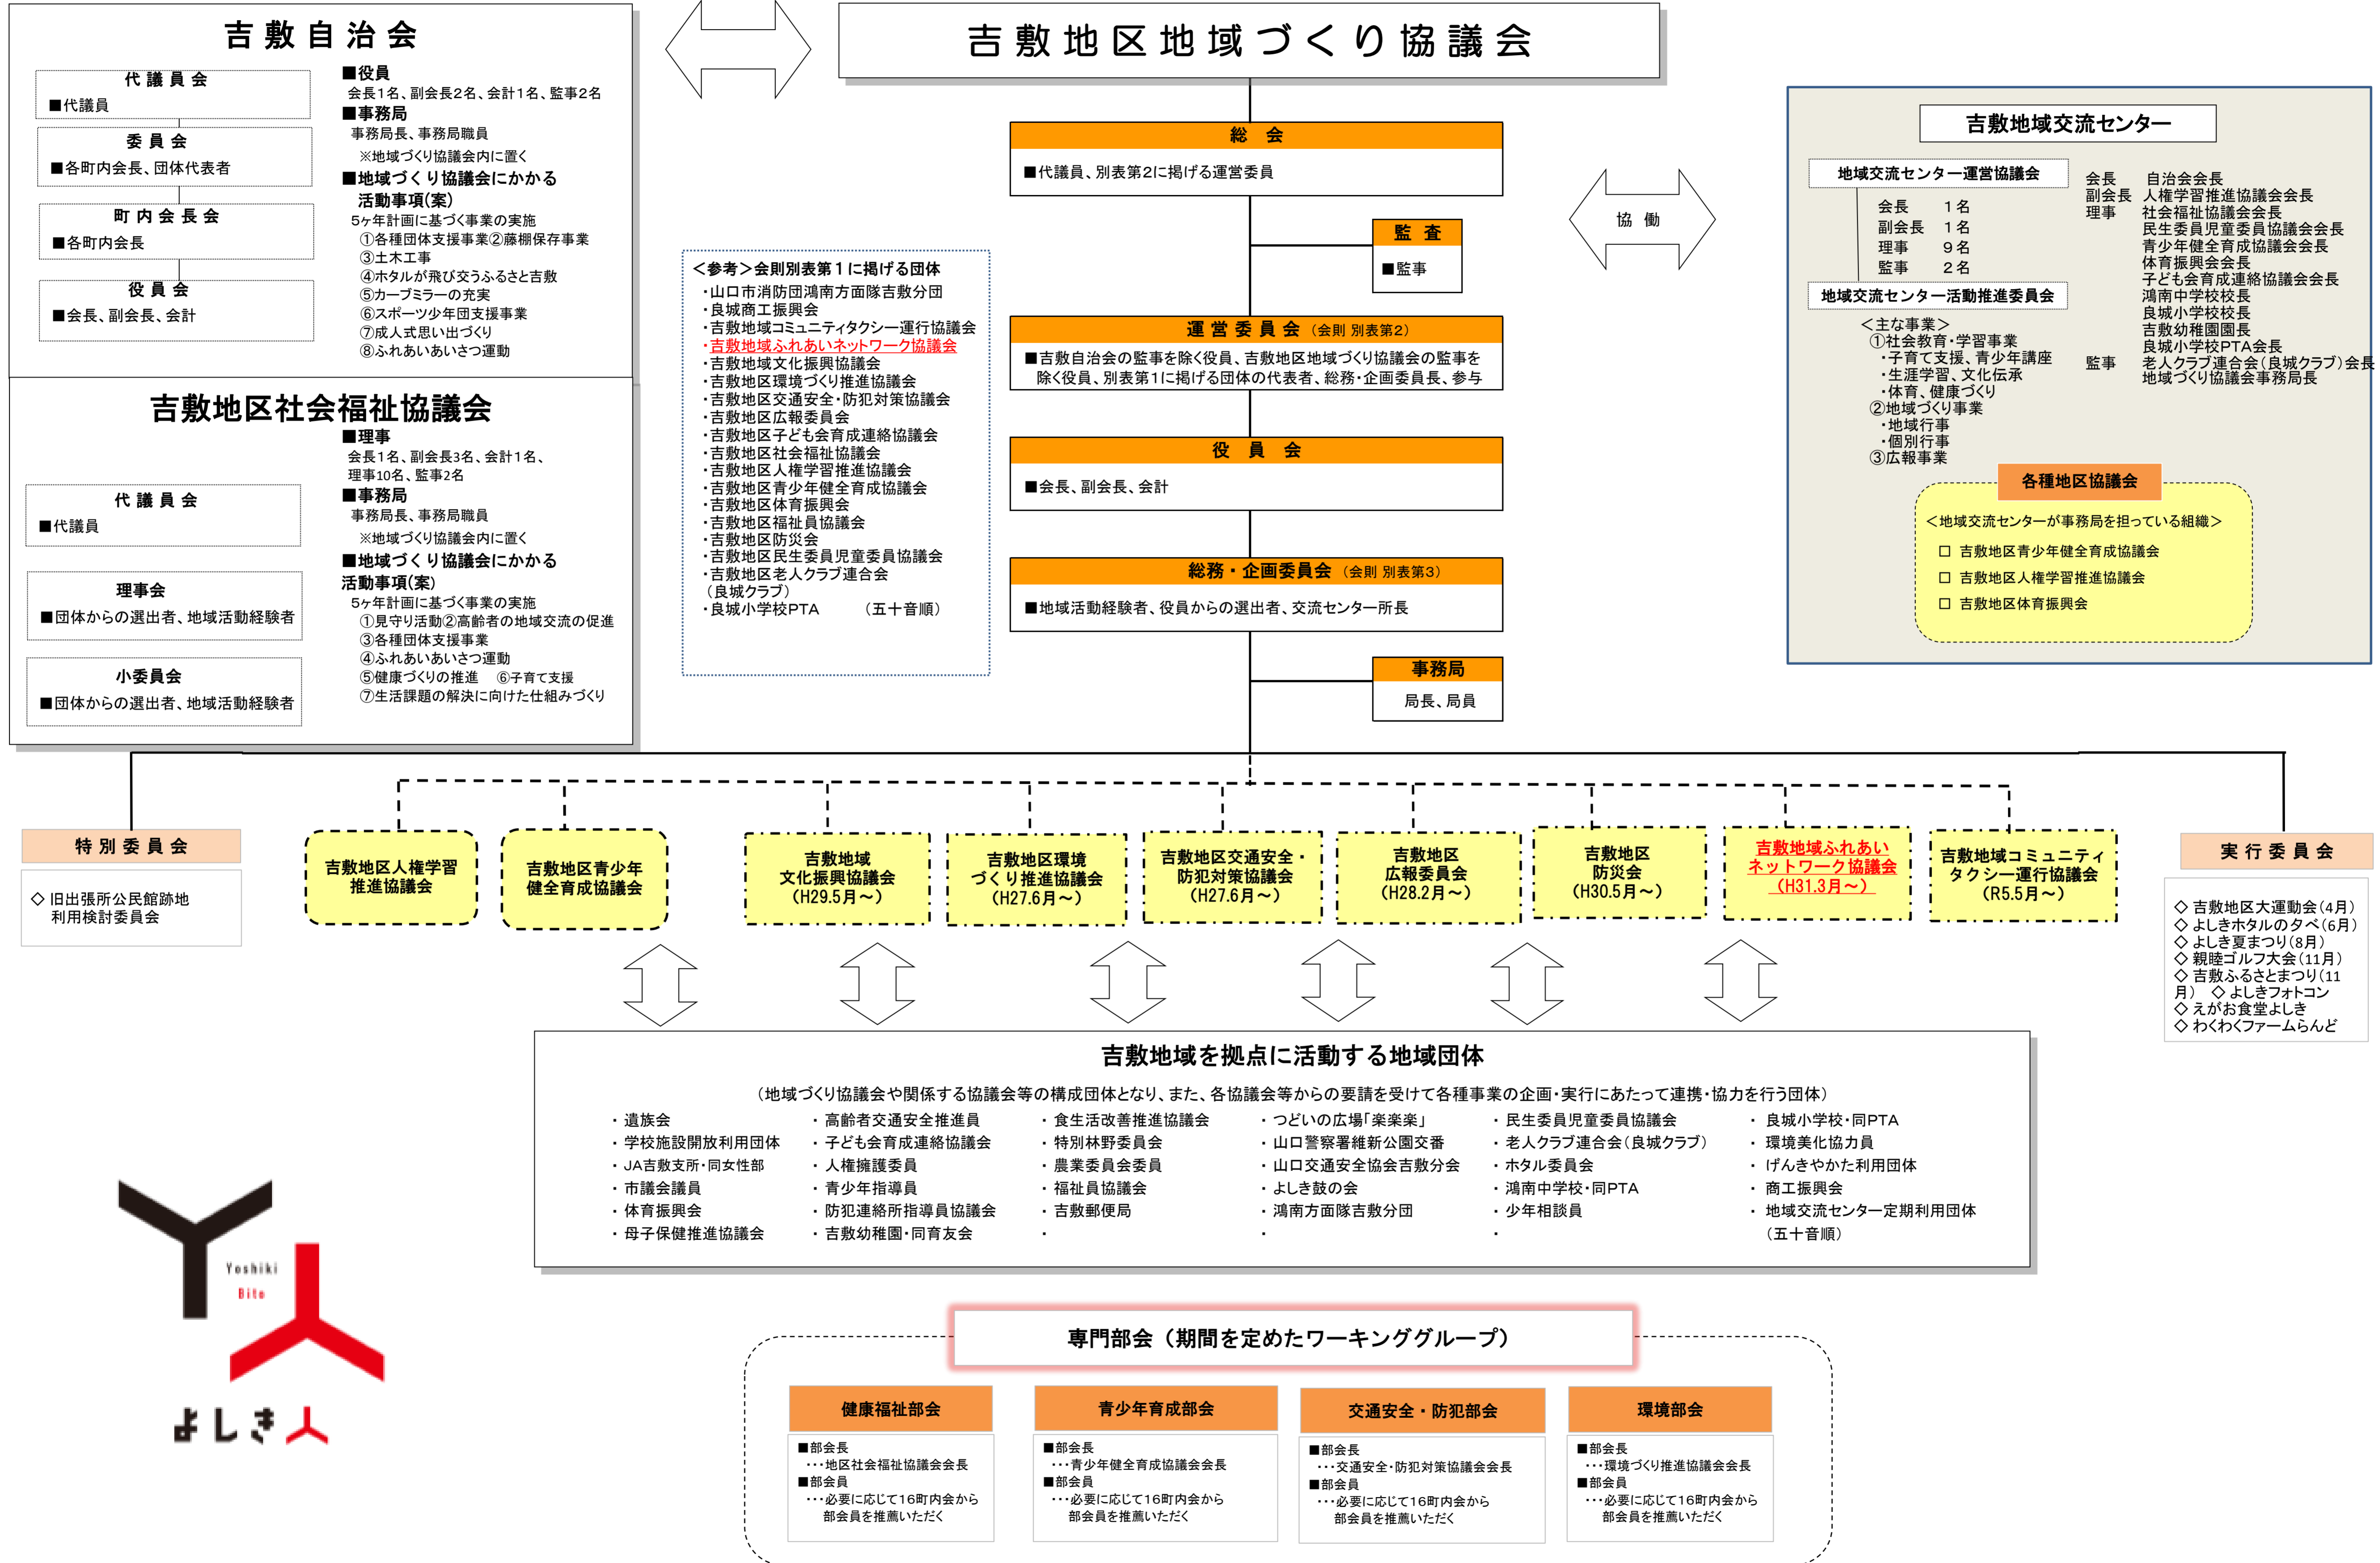 吉敷自治会
代議員会
■代議員
委員会
■各町内会長、団体代表者
町内会長会
■各町内会長
役員会
■会長、副会長、会計
■役員
会長1名、副会長2名、会計1名、監事2名
■事務局
事務局長、事務局職員
※地域づくり協議会内に置く
■地域づくり協議会にかかる
活動事項(案)
5ヶ年計画に基づく事業の実施
①各種団体支援事業②藤棚保存事業
③土木工事
④ホタルが飛び交うふるさと吉敷
⑤カーブミラーの充実
⑥スポーツ少年団支援事業
⑦成人式思い出づくり
⑧ふれあいあいさつ運動
吉敷地区社会福祉協議会
代議員会
■代議員
理事会
■団体からの選出者、地域活動経験者
小委員会
■団体からの選出者、地域活動経験者
■理事
会長1名、副会長3名、会計1名、
理事10名、監事2名
■事務局
事務局長、事務局職員
※地域づくり協議会内に置く
■地域づくり協議会にかかる
活動事項(案)
5ヶ年計画に基づく事業の実施
①見守り活動②高齢者の地域交流の促進
③各種団体支援事業
④ふれあいあいさつ運動
⑤健康づくりの推進　⑥子育て支援
⑦生活課題の解決に向けた仕組みづくり
吉敷地区地域づくり協議会
総　会
■代議員、別表第2に掲げる運営委員
監査
■監事
運営委員会（会則 別表第2）
■吉敷自治会の監事を除く役員、吉敷地区地域づくり協議会の監事を
除く役員、別表第1に掲げる団体の代表者、総務・企画委員長、参与
役　員　会
■会長、副会長、会計
総務・企画委員会（会則 別表第3）
■地域活動経験者、役員からの選出者、交流センター所長
事務局
局長、局員
＜参考＞会則別表第1に掲げる団体
・山口市消防団鴻南方面隊吉敷分団
・良城商工振興会
・吉敷地域コミュニティタクシー運行協議会
・吉敷地域ふれあいネットワーク協議会
・吉敷地域文化振興協議会
・吉敷地区環境づくり推進協議会
・吉敷地区交通安全・防犯対策協議会
・吉敷地区広報委員会
・吉敷地区子ども会育成連絡協議会
・吉敷地区社会福祉協議会
・吉敷地区人権学習推進協議会
・吉敷地区青少年健全育成協議会
・吉敷地区体育振興会
・吉敷地区福祉員協議会
・吉敷地区防災会
・吉敷地区民生委員児童委員協議会
・吉敷地区老人クラブ連合会
（良城クラブ）
・良城小学校PTA　　（五十音順）
協働
吉敷地域交流センター
地域交流センター運営協議会
会長　1名
副会長　1名
理事　9名
監事　2名
地域交流センター活動推進委員会
＜主な事業＞
①社会教育・学習事業
・子育て支援、青少年講座
・生涯学習、文化伝承
・体育、健康づくり
②地域づくり事業
・地域行事
・個別行事
③広報事業
会長　自治会会長
副会長　人権学習推進協議会会長
理事　社会福祉協議会会長
民生委員児童委員協議会会長
青少年健全育成協議会会長
体育振興会会長
子ども会育成連絡協議会会長
鴻南中学校校長
良城小学校校長
吉敷幼稚園園長
良城小学校PTA会長
監事　老人クラブ連合会（良城クラブ）会長
地域づくり協議会事務局長
各種地区協議会
＜地域交流センターが事務局を担っている組織＞
□ 吉敷地区青少年健全育成協議会
□ 吉敷地区人権学習推進協議会
□ 吉敷地区体育振興会
特別委員会
◇ 旧出張所公民館跡地
利用検討委員会
吉敷地区人権学習
推進協議会
吉敷地区青少年
健全育成協議会
吉敷地域
文化振興協議会
（H29.5月～）
吉敷地区環境
づくり推進協議会
（H27.6月～）
吉敷地区交通安全・
防犯対策協議会
（H27.6月～）
吉敷地区
広報委員会
（H28.2月～）
吉敷地区
防災会
（H30.5月～）
吉敷地域ふれあい
ネットワーク協議会
（H31.3月～）
吉敷地域コミュニティ
タクシー運行協議会
（R5.5月～）
実行委員会
◇ 吉敷地区大運動会（4月）
◇ よしきホタルの夕べ（6月）
◇ よしき夏まつり（8月）
◇ 親睦ゴルフ大会（11月）
◇ 吉敷ふるさとまつり（11
月）　◇ よしきフォトコン
◇ えがお食堂よしき
◇ わくわくファームらんど
吉敷地域を拠点に活動する地域団体
（地域づくり協議会や関係する協議会等の構成団体となり、また、各協議会等からの要請を受けて各種事業の企画・実行にあたって連携・協力を行う団体）
・ 遺族会
・ 学校施設開放利用団体
・ JA吉敷支所・同女性部
・ 市議会議員
・ 体育振興会
・ 母子保健推進協議会
・ 高齢者交通安全推進員
・ 子ども会育成連絡協議会
・ 人権擁護委員
・ 青少年指導員
・ 防犯連絡所指導員協議会
・ 吉敷幼稚園・同育友会
・ 食生活改善推進協議会
・ 特別林野委員会
・ 農業委員会委員
・ 福祉員協議会
・ 吉敷郵便局
・
・ つどいの広場「楽楽楽」
・ 山口警察署維新公園交番
・ 山口交通安全協会吉敷分会
・ よしき鼓の会
・ 鴻南方面隊吉敷分団
・
・ 民生委員児童委員協議会
・ 老人クラブ連合会（良城クラブ）
・ ホタル委員会
・ 鴻南中学校・同PTA
・ 少年相談員
・
・ 良城小学校・同PTA
・ 環境美化協力員
・ げんきやかた利用団体
・ 商工振興会
・ 地域交流センター定期利用団体
（五十音順）
Yoshiki
Bito
よしき人
専門部会（期間を定めたワーキンググループ）
健康福祉部会
■部会長
･･･地区社会福祉協議会会長
■部会員
･･･必要に応じて16町内会から
部会員を推薦いただく
青少年育成部会
■部会長
･･･青少年健全育成協議会会長
■部会員
･･･必要に応じて16町内会から
部会員を推薦いただく
交通安全・防犯部会
■部会長
･･･交通安全・防犯対策協議会会長
■部会員
･･･必要に応じて16町内会から
部会員を推薦いただく
環境部会
■部会長
･･･環境づくり推進協議会会長
■部会員
･･･必要に応じて16町内会から
部会員を推薦いただく